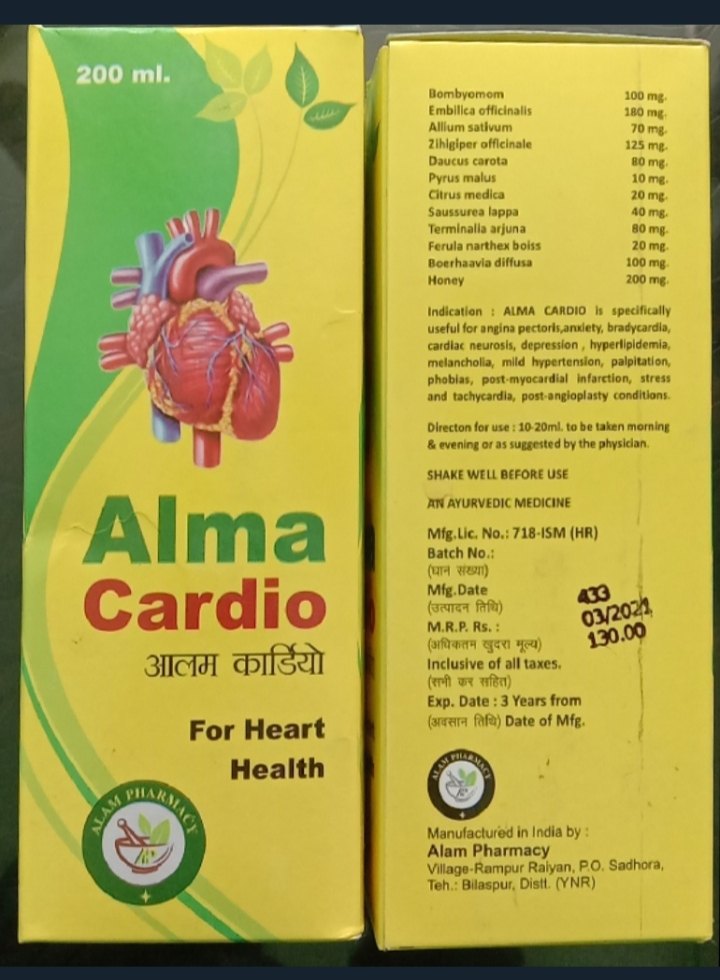 200 ml.
Alma
Cardio
आलम कार्डियो
For Heart
Health
ALAM PHARMACY
Bombyomom 100 mg.
Embilica officinalis 180 mg.
Allium sativum 70 mg.
Zihigiper officinale 125 mg.
Daucus carota 80 mg.
Pyrus malus 10 mg.
Citrus medica 20 mg.
Saussurea lappa 40 mg.
Terminalia arjuna 80 mg.
Ferula narthex boiss 20 mg.
Boerhaavia diffusa 100 mg.
Honey 200 mg.
Indication : ALMA CARDIO is specifically
useful for angina pectoris,anxiety, bradycardia,
cardiac neurosis, depression , hyperlipidemia,
melancholia, mild hypertension, palpitation,
phobias, post-myocardial infarction, stress
and tachycardia, post-angioplasty conditions.
Directon for use : 10-20ml. to be taken morning
& evening or as suggested by the physician.
SHAKE WELL BEFORE USE
AN AYURVEDIC MEDICINE
Mfg.Lic. No.: 718-ISM (HR)
Batch No.: 433
(घान संख्या)
Mfg.Date 03/2021
(उत्पादन तिथि)
M.R.P. Rs. : 130.00
(अधिकतम खुदरा मूल्य)
Inclusive of all taxes.
(सभी कर सहित)
Exp. Date : 3 Years from
(अवसान तिथि) Date of Mfg.
ALAM PHARMACY
Manufactured in India by :
Alam Pharmacy
Village-Rampur Raiyan, P.O. Sadhora,
Teh.: Bilaspur, Distt. (YNR)